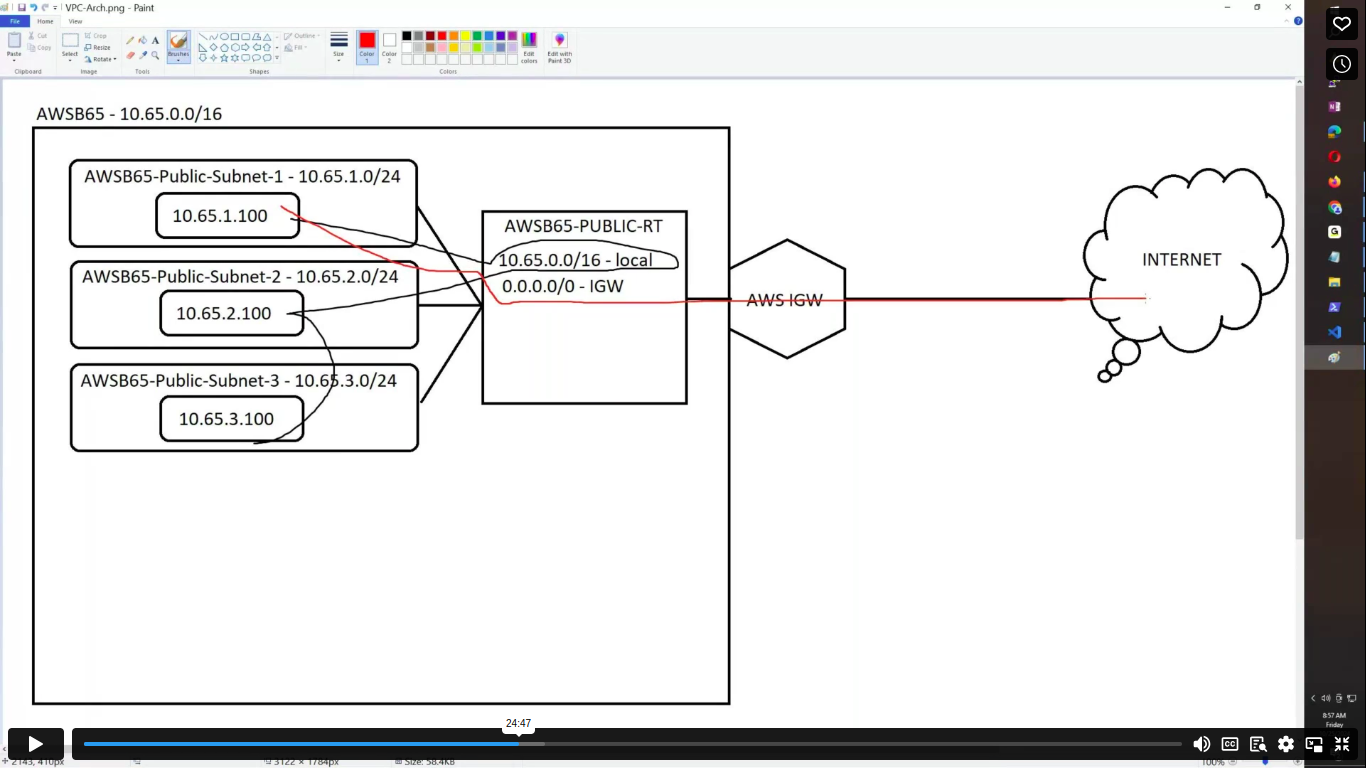 VPC-Arch.png - Paint
File Home View
Paste
Cut
Copy
Clipboard
Select
Crop
Resize
Rotate
Image
Tools
Brushes
Shapes
Outline
Fill
Size
Color 1
Color 2
Edit colors
Edit with Paint 3D
Colors
AWSB65 - 10.65.0.0/16
AWSB65-Public-Subnet-1 - 10.65.1.0/24
10.65.1.100
AWSB65-Public-Subnet-2 - 10.65.2.0/24
10.65.2.100
AWSB65-Public-Subnet-3 - 10.65.3.0/24
10.65.3.100
AWSB65-PUBLIC-RT
10.65.0.0/16 - local
0.0.0.0/0 - IGW
AWS IGW
INTERNET
8:57 AM
Friday
24:47
CC
2143, 410px
3122 × 1784px
Size: 58.4KB
100%